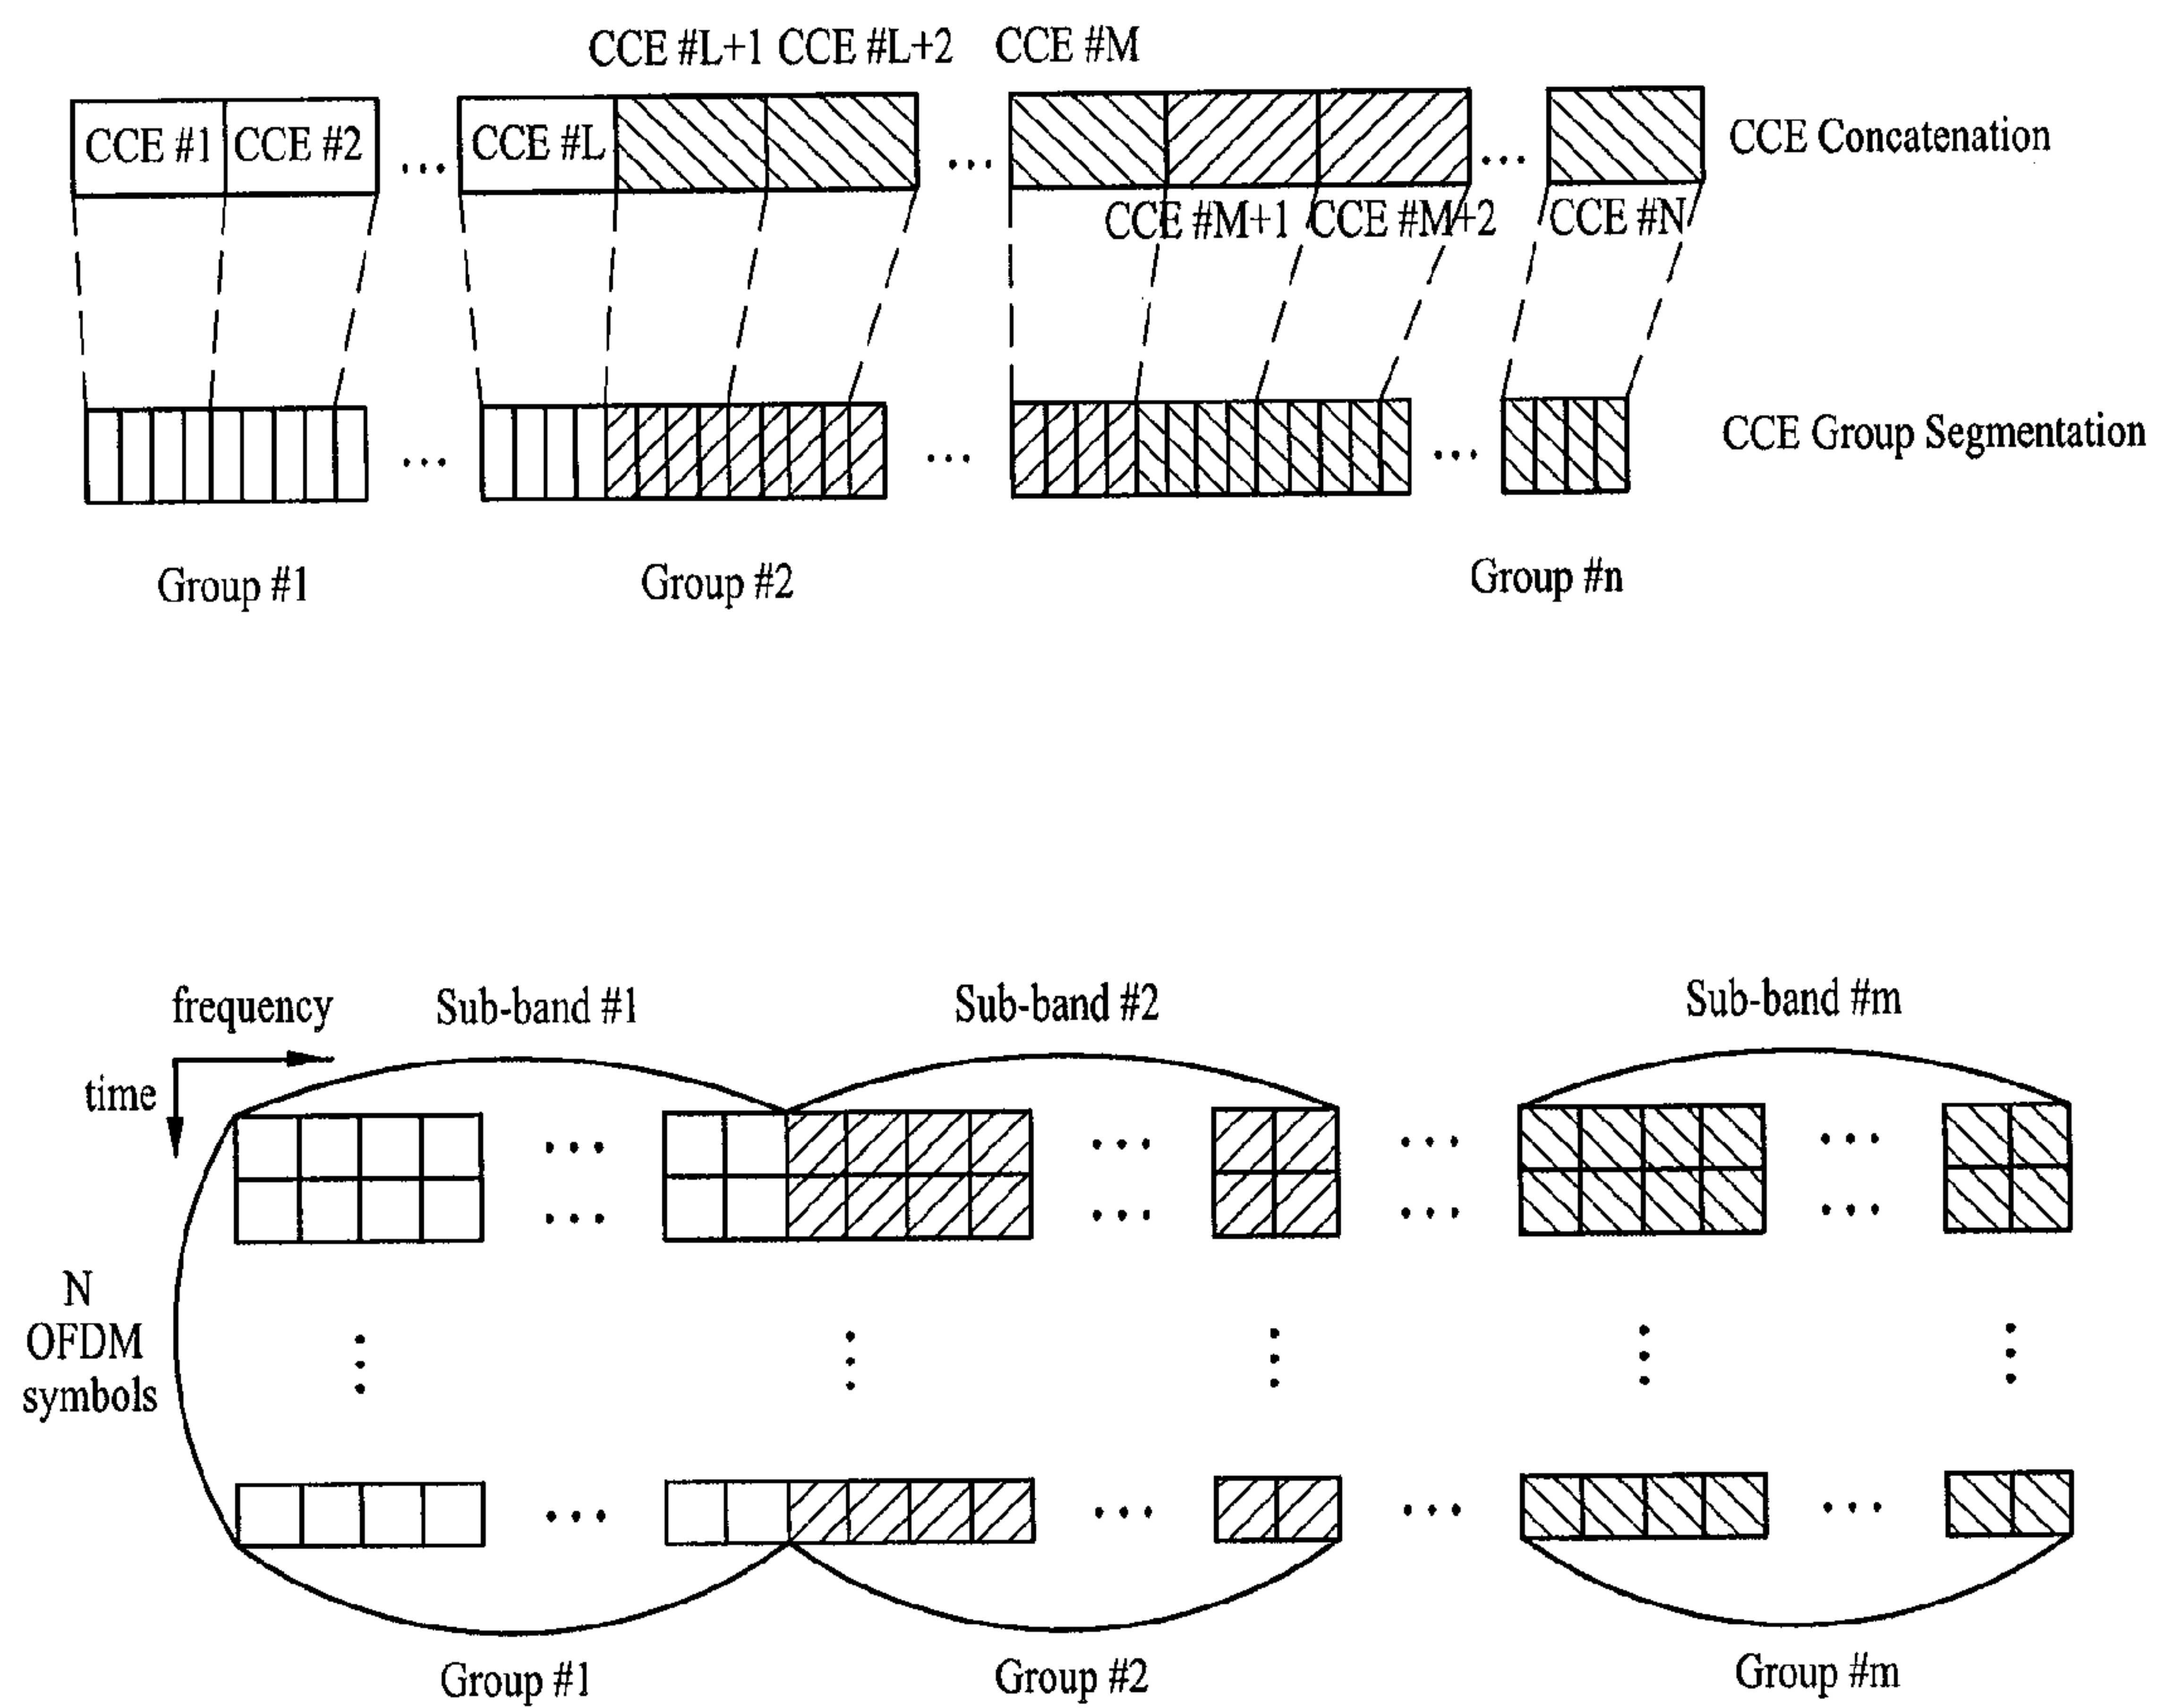 CCE #L+1 CCE #L+2 CCE #M
CCE #1 CCE #2 ... CCE #L ... ...
CCE Concatenation
CCE #M+1 CCE #M+2 CCE #N
... ... ...
CCE Group Segmentation
Group #1 Group #2 Group #n
frequency Sub-band #1 Sub-band #2 Sub-band #m
time
N
OFDM
symbols
Group #1 Group #2 Group #m